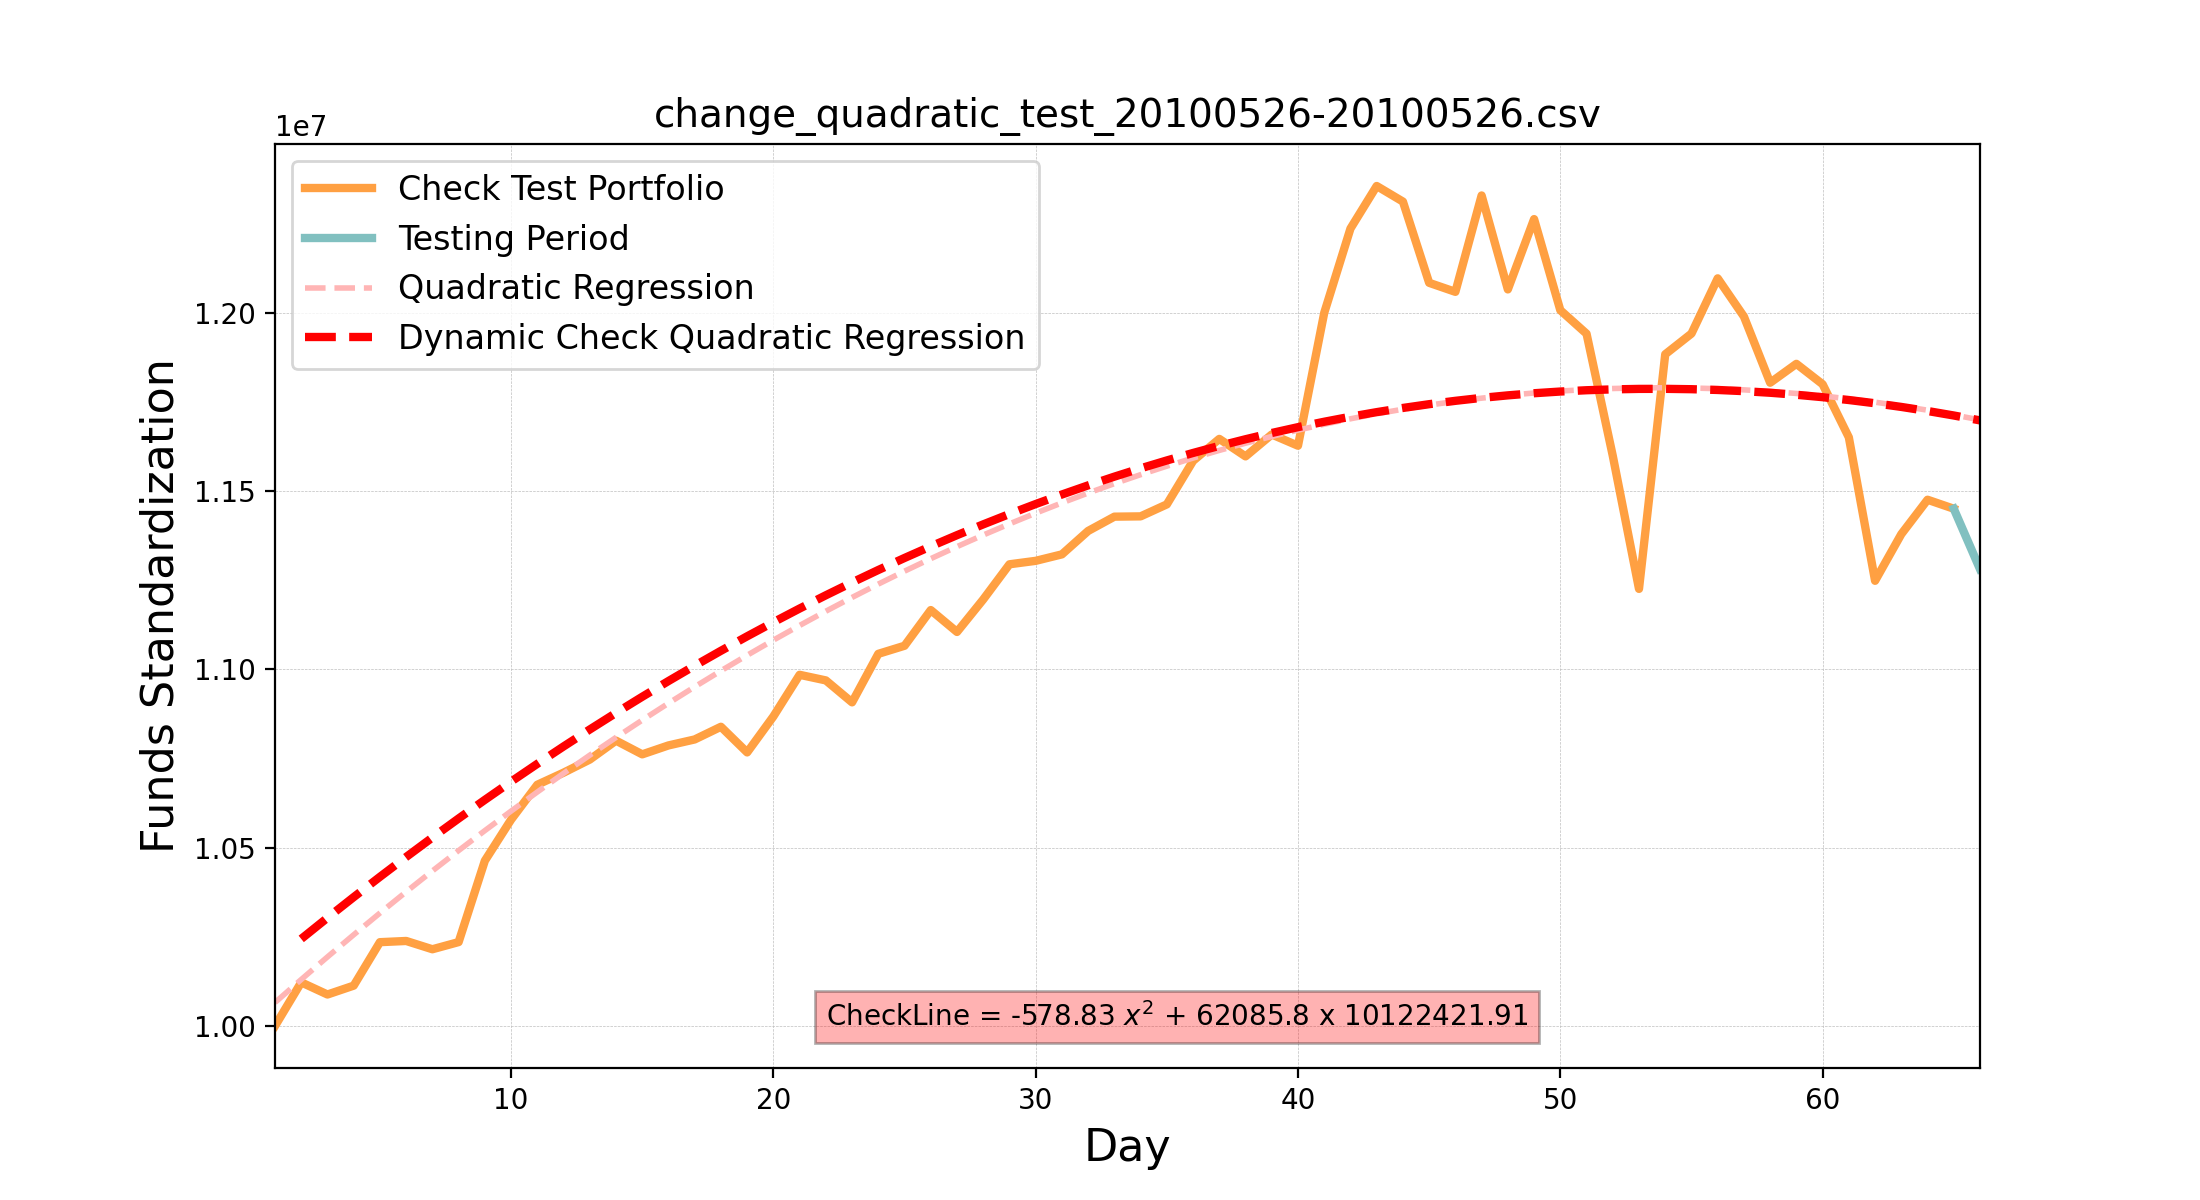 change_quadratic_test_20100526-20100526.csv
1e7
Check Test Portfolio
Testing Period
Quadratic Regression
Dynamic Check Quadratic Regression
1.20
1.15
1.10
1.05
1.00
Funds Standardization
CheckLine = -578.83 x² + 62085.8 x 10122421.91
10 20 30 40 50 60
Day